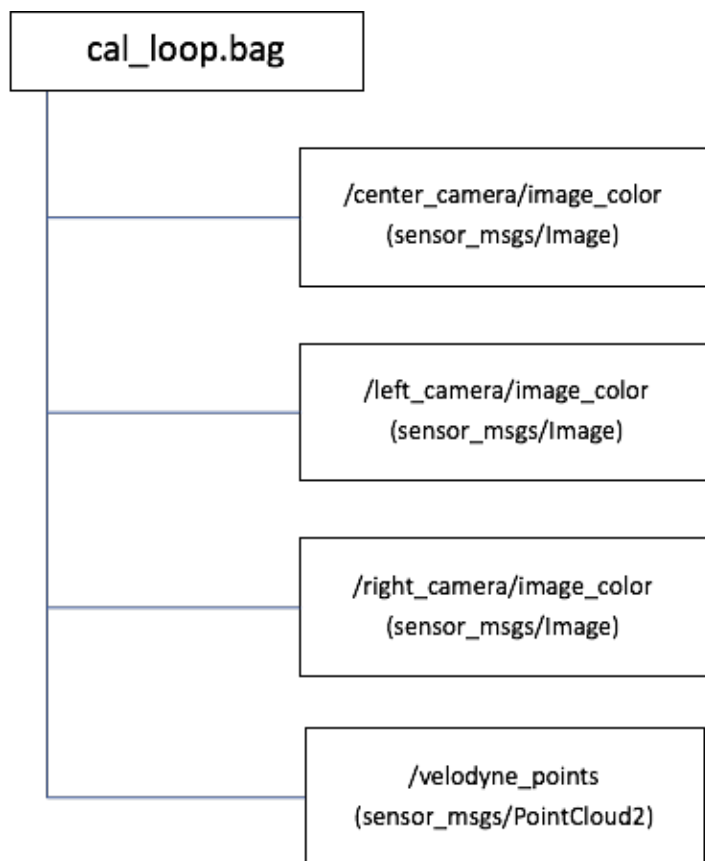 cal_loop.bag
/center_camera/image_color
(sensor_msgs/Image)
/left_camera/image_color
(sensor_msgs/Image)
/right_camera/image_color
(sensor_msgs/Image)
/velodyne_points
(sensor_msgs/PointCloud2)